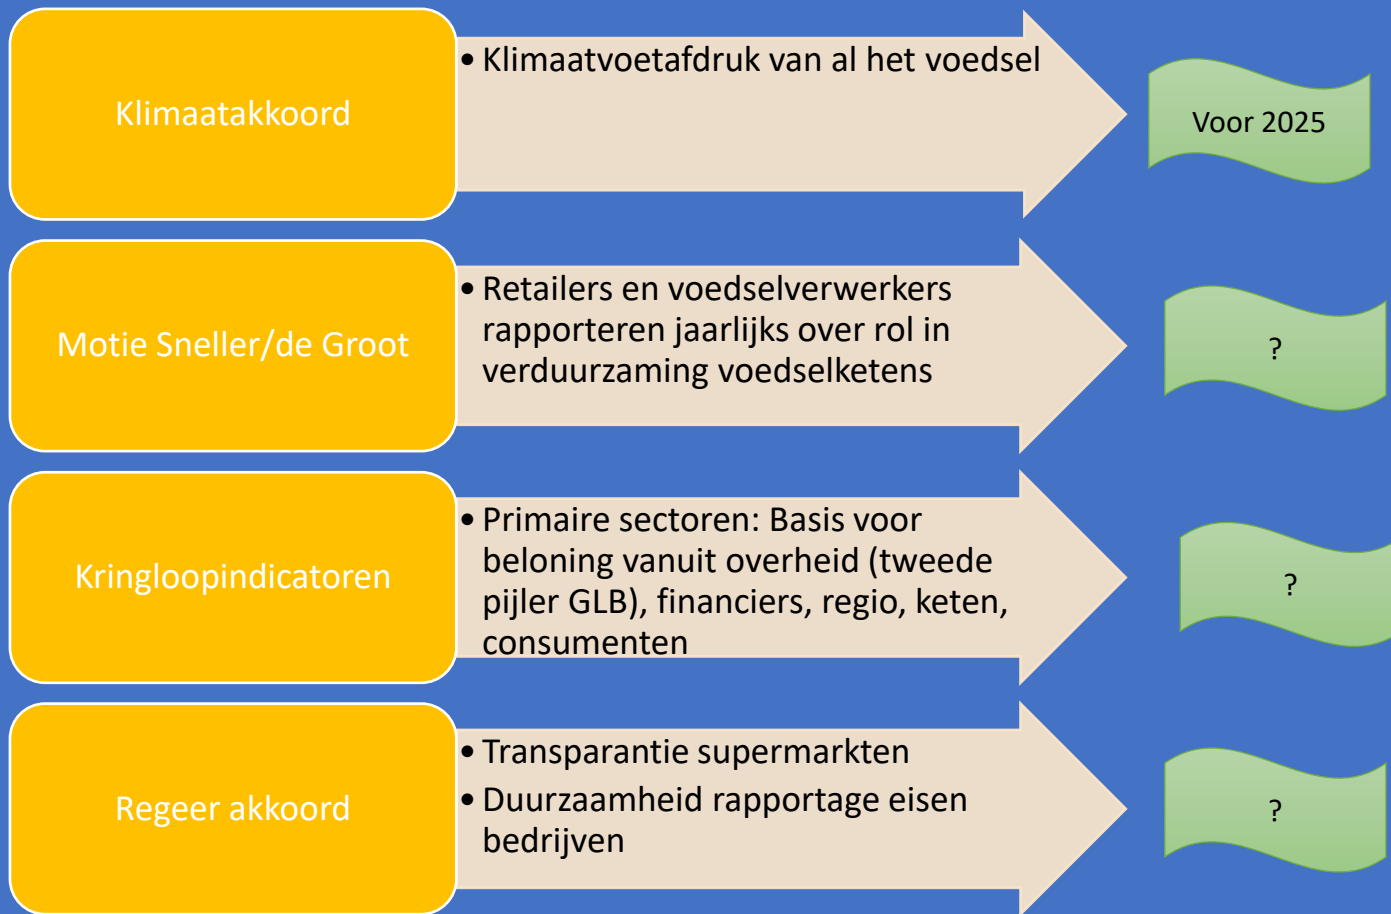 Klimaatakkoord
• Klimaatvoetafdruk van al het voedsel
Voor 2025
Motie Sneller/de Groot
• Retailers en voedselverwerkers
rapporteren jaarlijks over rol in
verduurzaming voedselketens
?
Kringloopindicatoren
• Primaire sectoren: Basis voor
beloning vanuit overheid (tweede
pijler GLB), financiers, regio, keten,
consumenten
?
Regeer akkoord
• Transparantie supermarkten
• Duurzaamheid rapportage eisen
bedrijven
?